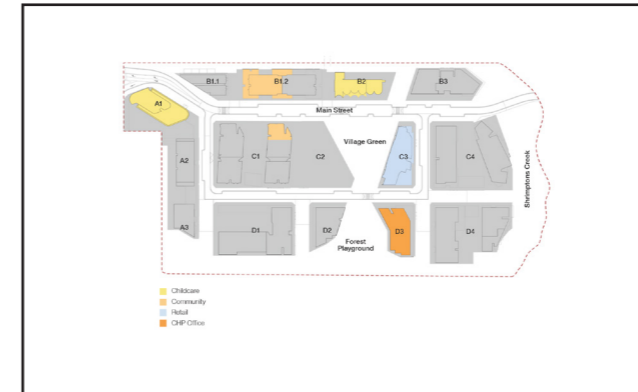 B1.1
B1.2
B2
B3
A1
Main Street
Village Green
A2
C1
C2
C3
C4
Shrimptons Creek
A3
D1
D2
D3
D4
Forest
Playground
Childcare
Community
Retail
CHP Office